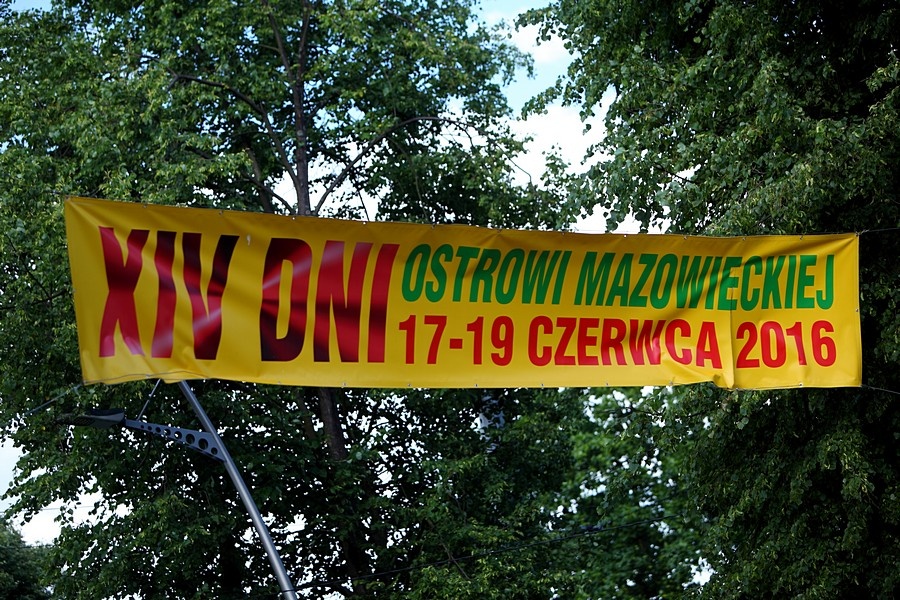 XIV DNI
OSTROWI MAZOWIECKIEJ
17-19 CZERWCA 2016